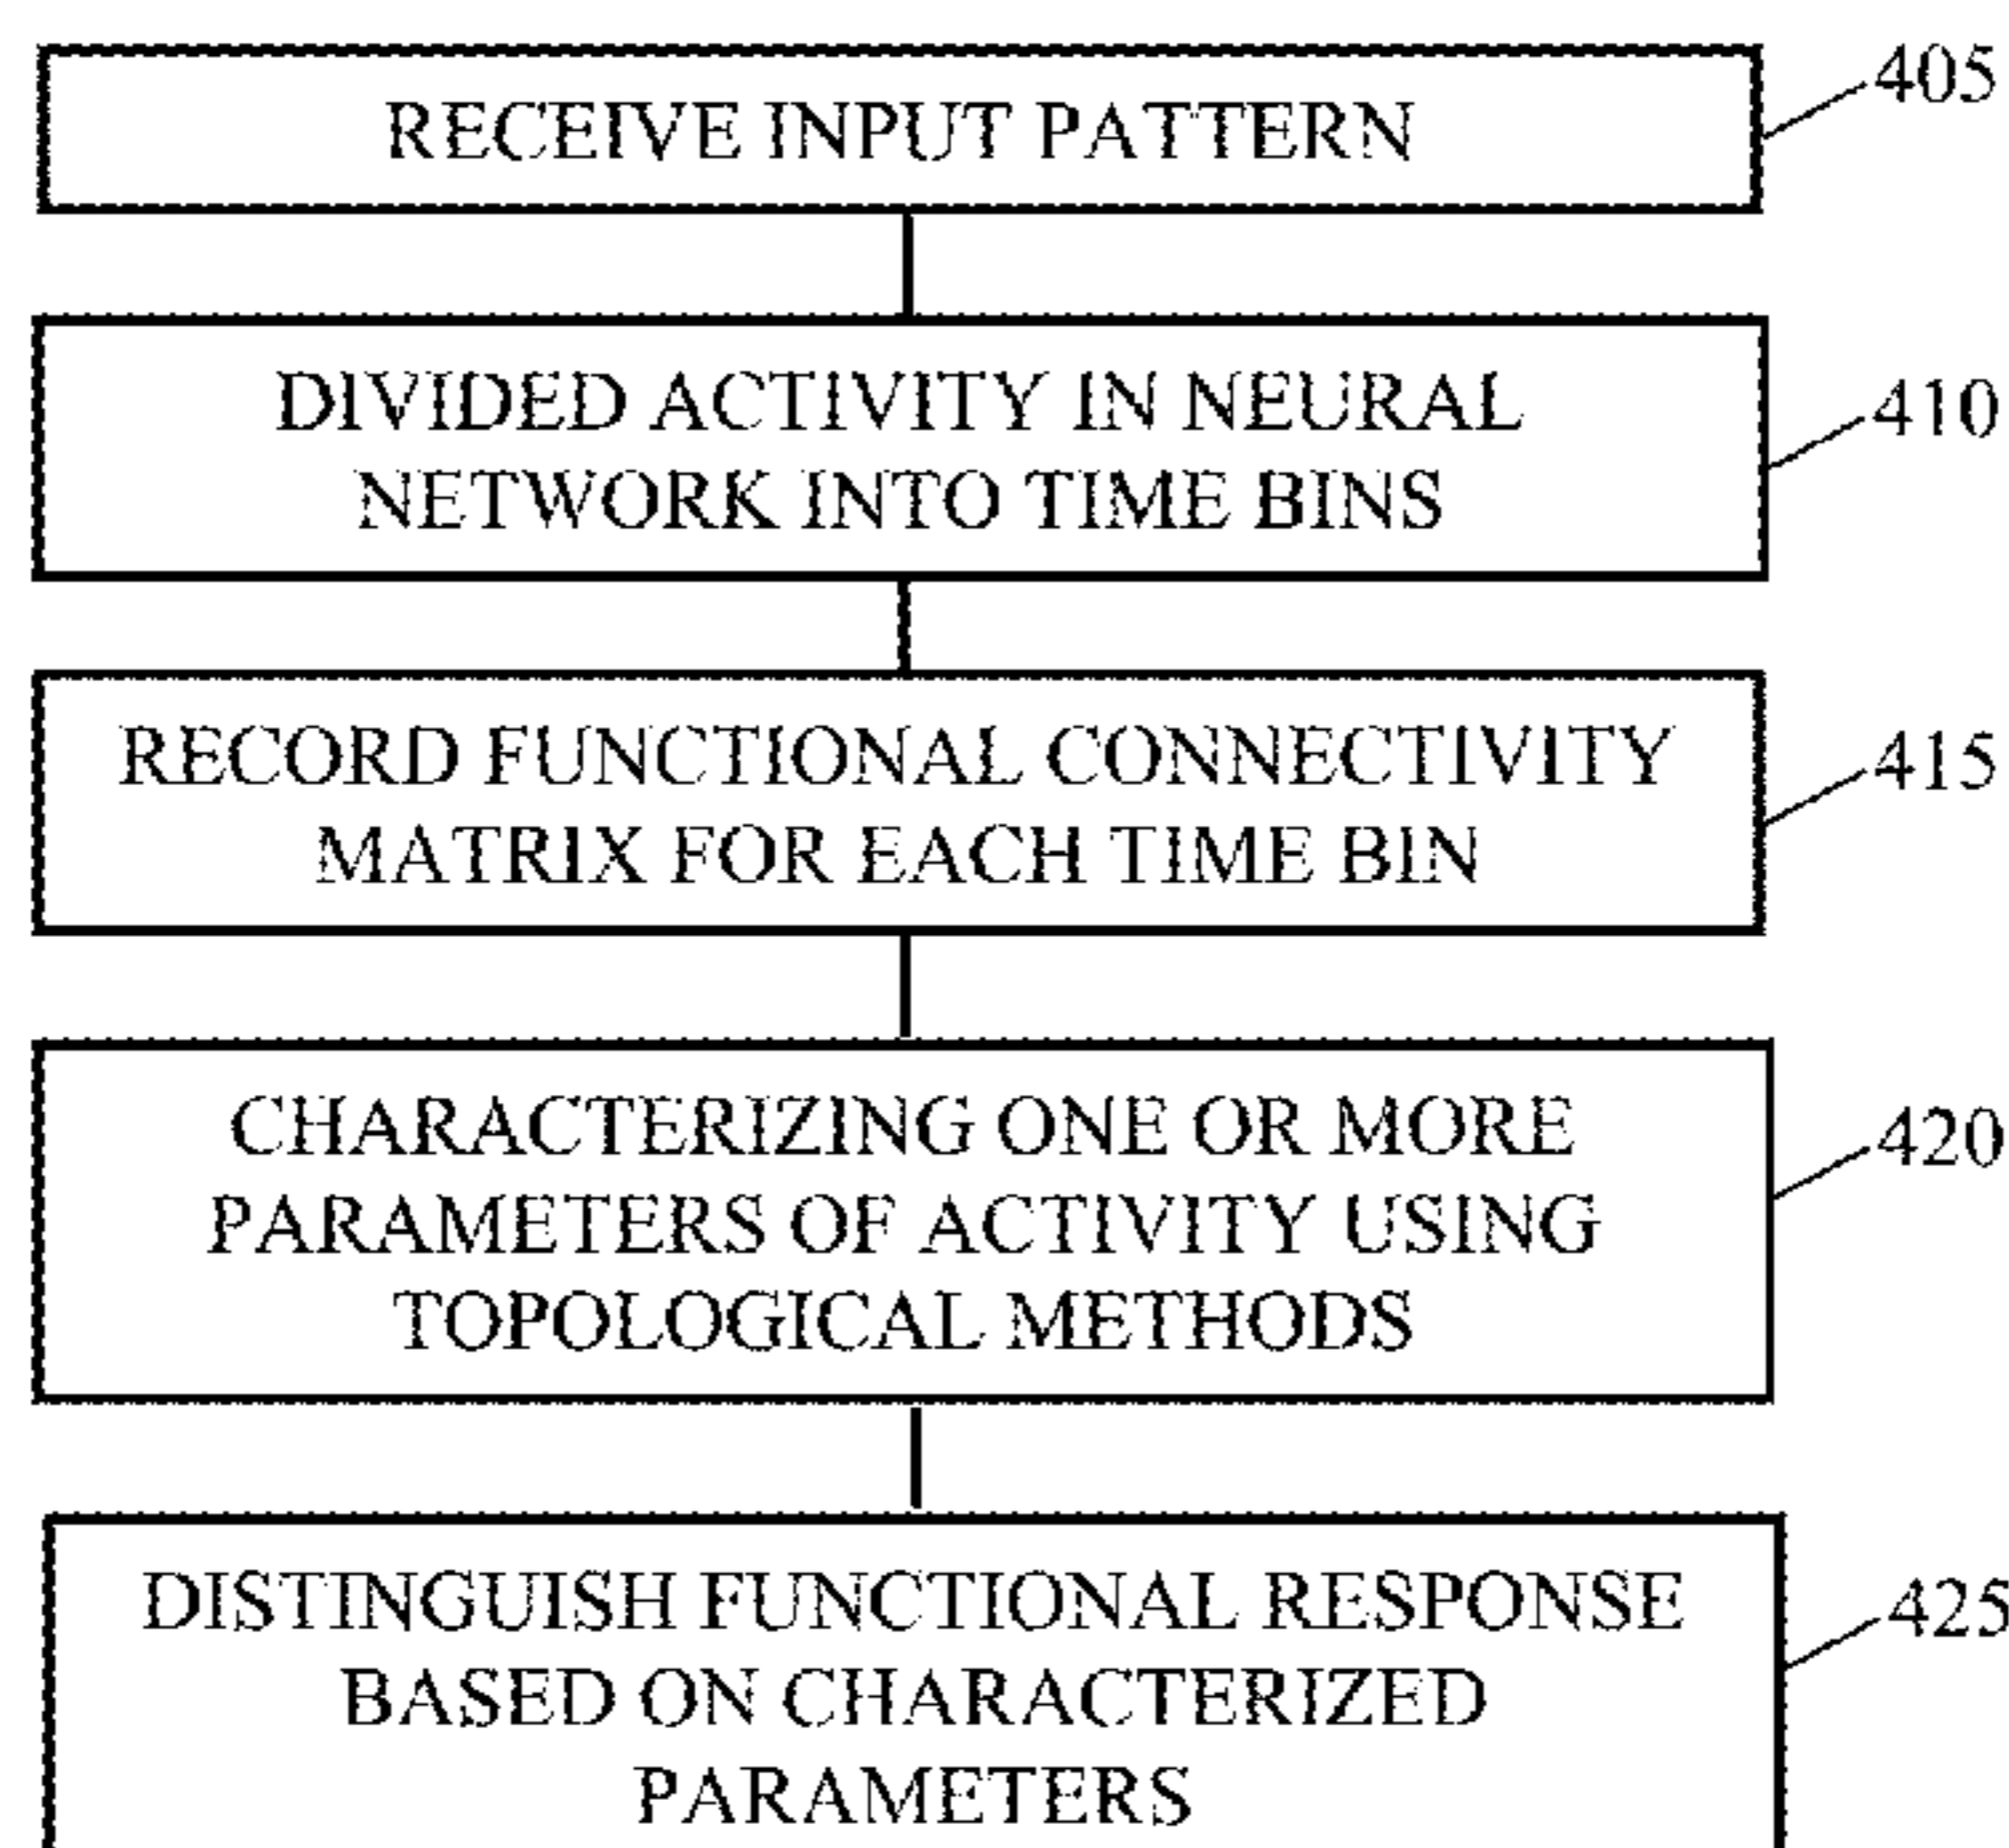 RECEIVE INPUT PATTERN
405
DIVIDED ACTIVITY IN NEURAL
NETWORK INTO TIME BINS
410
RECORD FUNCTIONAL CONNECTIVITY
MATRIX FOR EACH TIME BIN
415
CHARACTERIZING ONE OR MORE
PARAMETERS OF ACTIVITY USING
TOPOLOGICAL METHODS
420
DISTINGUISH FUNCTIONAL RESPONSE
BASED ON CHARACTERIZED
PARAMETERS
425